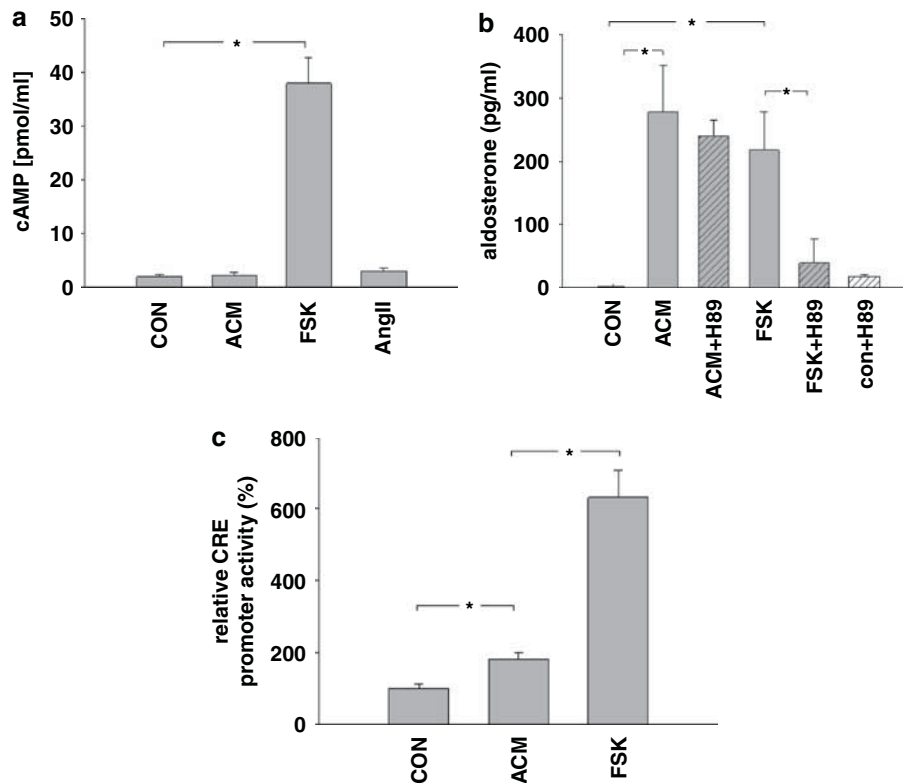 a
cAMP [pmol/ml]
50
40
30
20
10
0
*
CON
ACM
FSK
AngII
b
aldosterone (pg/ml)
400
300
200
100
0
*
*
*
CON
ACM
ACM+H89
FSK
FSK+H89
con+H89
c
relative CRE
promoter activity (%)
800
600
400
200
0
*
*
CON
ACM
FSK